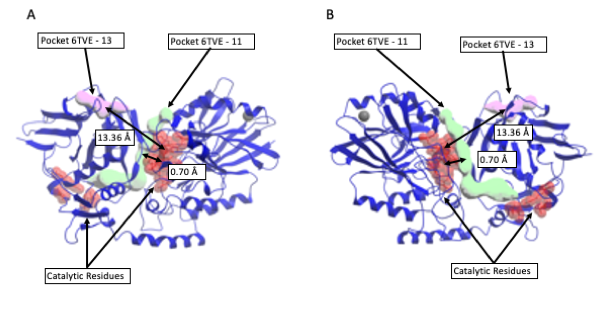 A
B
Pocket 6TVE - 13
Pocket 6TVE - 11
Pocket 6TVE - 11
Pocket 6TVE - 13
13.36 Å
0.70 Å
13.36 Å
0.70 Å
Catalytic Residues
Catalytic Residues